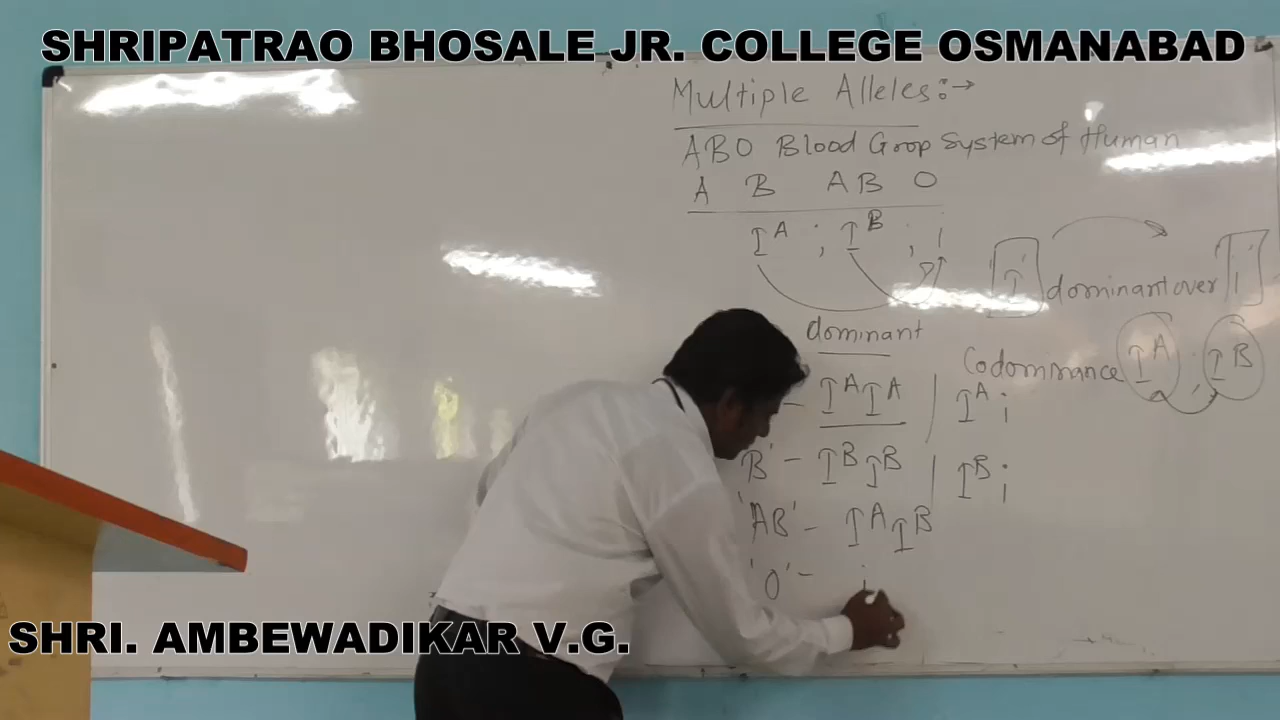 SHRIPATRAO BHOSALE JR. COLLEGE OSMANABAD
Multiple Alleles:→
ABO Blood Groop System of Human
A B AB O
I^A ; I^B ; i
I dominant over i
dominant
Codominance I^A ; I^B
– I^A I^A / I^A i
B' – I^B I^B / I^B i
'AB' – I^A I^B
'O' – i
SHRI. AMBEWADIKAR V.G.